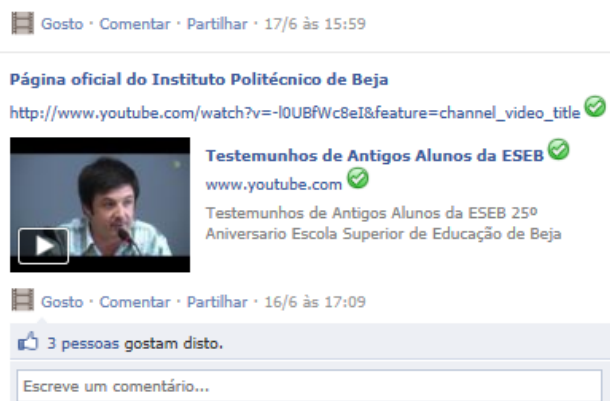 Gosto · Comentar · Partilhar · 17/6 às 15:59
Página oficial do Instituto Politécnico de Beja
http://www.youtube.com/watch?v=-l0UBfWc8eI&feature=channel_video_title
Testemunhos de Antigos Alunos da ESEB
www.youtube.com
Testemunhos de Antigos Alunos da ESEB 25º
Aniversario Escola Superior de Educação de Beja
Gosto · Comentar · Partilhar · 16/6 às 17:09
3 pessoas gostam disto.
Escreve um comentário...